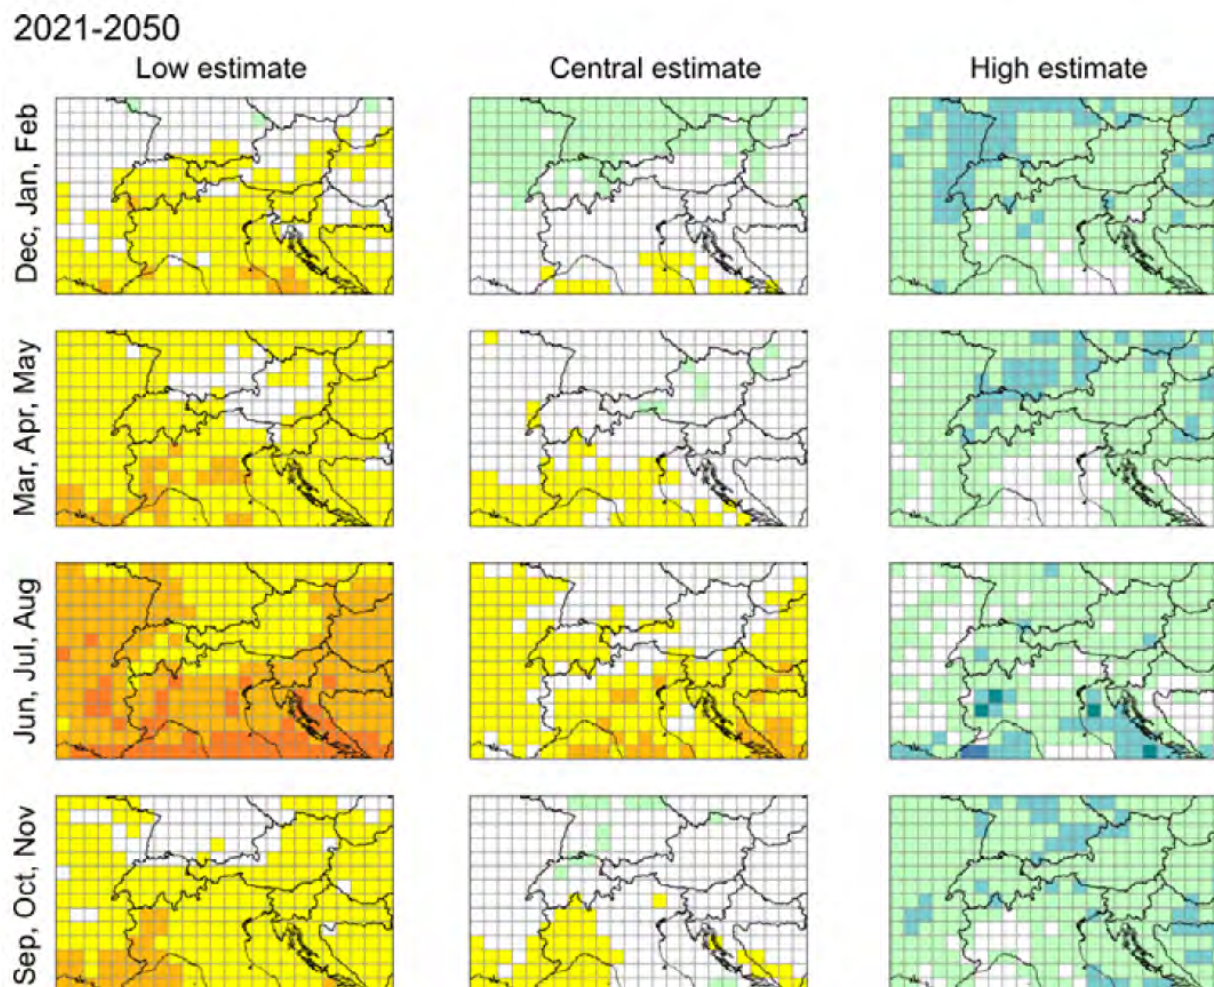 2021-2050
Low estimate
Central estimate
High estimate
Dec, Jan, Feb
Mar, Apr, May
Jun, Jul, Aug
Sep, Oct, Nov